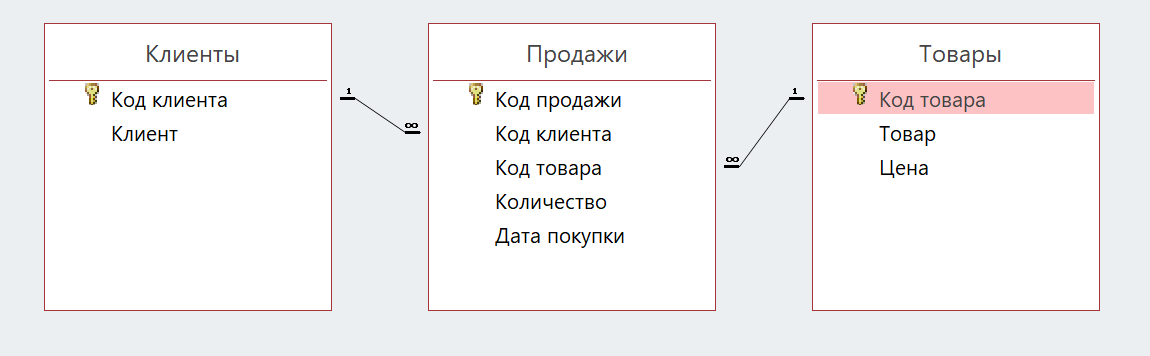 Клиенты
Код клиента
Клиент
1
∞
Продажи
Код продажи
Код клиента
Код товара
Количество
Дата покупки
∞
1
Товары
Код товара
Товар
Цена